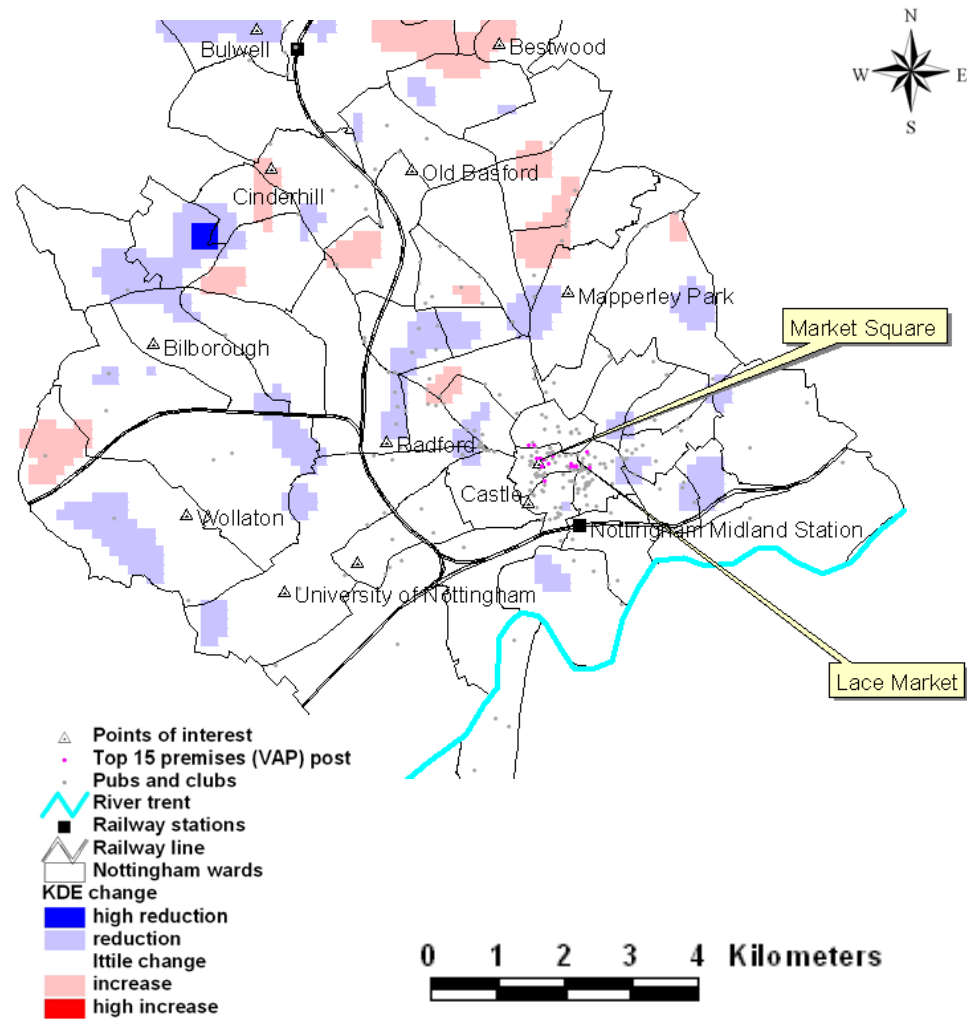 N
W E
S
Bulwell
Bestwood
Old Basford
Cinderhill
Mapperley Park
Market Square
Bilborough
Radford
Castle
Wollaton
Nottingham Midland Station
University of Nottingham
Lace Market
Points of interest
Top 15 premises (VAP) post
Pubs and clubs
River trent
Railway stations
Railway line
Nottingham wards
KDE change
high reduction
reduction
lttile change
increase
high increase
0 1 2 3 4 Kilometers